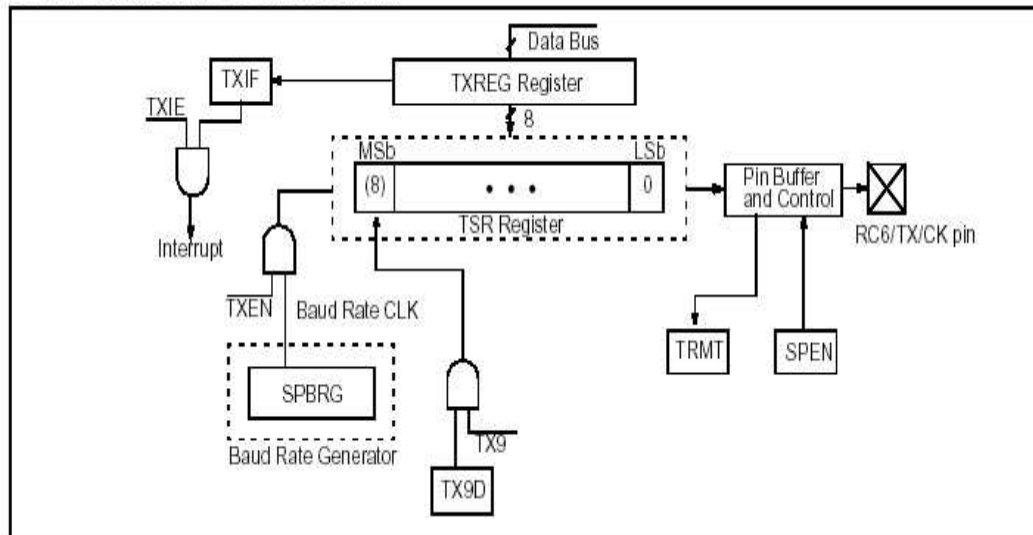 Data Bus
TXIF
TXREG Register
TXIE
8
MSb
LSb
(8)
• • •
0
TSR Register
Pin Buffer
and Control
RC6/TX/CK pin
Interrupt
TXEN
Baud Rate CLK
TRMT
SPEN
SPBRG
Baud Rate Generator
TX9
TX9D